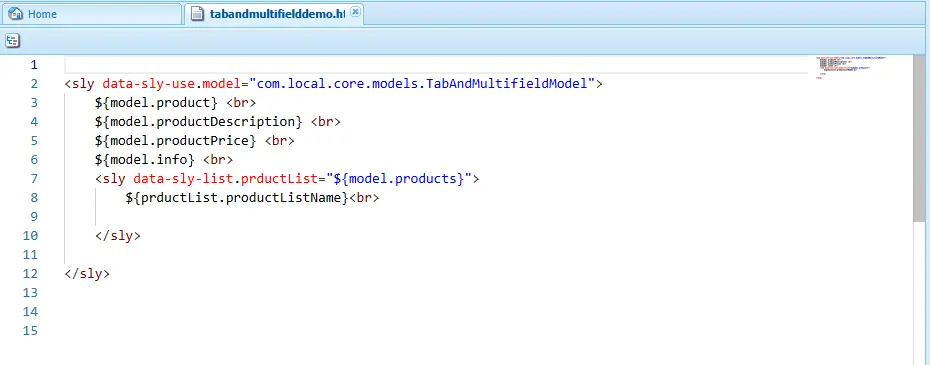 Home
tabandmultifielddemo.ht
1
2 <sly data-sly-use.model="com.local.core.models.TabAndMultifieldModel">
3 ${model.product} <br>
4 ${model.productDescription} <br>
5 ${model.productPrice} <br>
6 ${model.info} <br>
7 <sly data-sly-list.prductList="${model.products}">
8 ${prductList.productListName}<br>
9
10 </sly>
11
12 </sly>
13
14
15